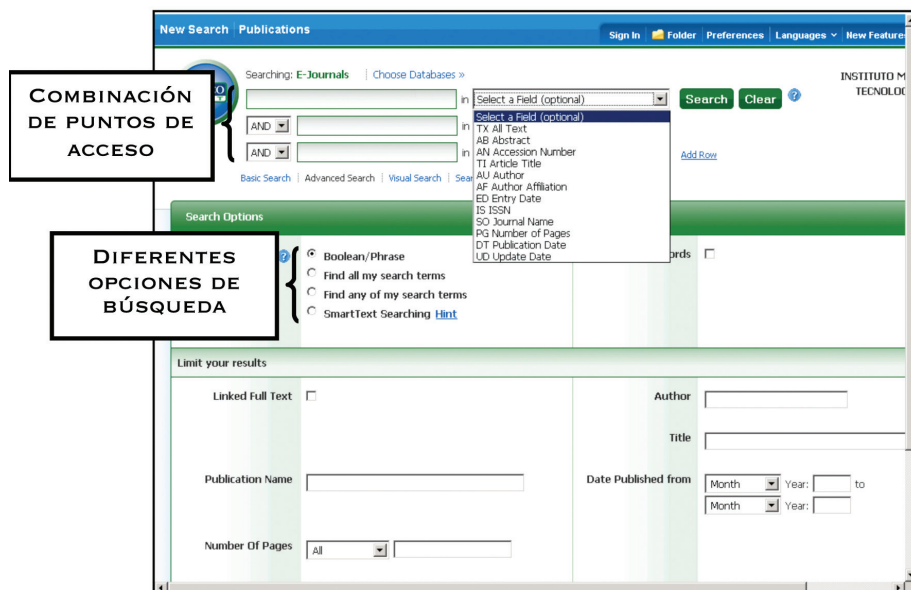 New Search | Publications
Sign In | Folder | Preferences | Languages | New Features
Searching: E-Journals | Choose Databases »
INSTITUTO M
TECNOLOG
in Select a Field (optional) Search Clear
COMBINACIÓN
DE PUNTOS DE
ACCESO
AND in
AND in
Add Row
Select a Field (optional)
TX All Text
AB Abstract
AN Accession Number
TI Article Title
AU Author
AF Author Affiliation
ED Entry Date
IS ISSN
SO Journal Name
PG Number of Pages
DT Publication Date
UD Update Date
Basic Search | Advanced Search | Visual Search | Sear
Search Options
DIFERENTES
OPCIONES DE
BÚSQUEDA
Boolean/Phrase
Find all my search terms
Find any of my search terms
SmartText Searching Hint
ords
Limit your results
Linked Full Text
Author
Title
Publication Name
Date Published from Month Year: to
Month Year:
Number Of Pages All